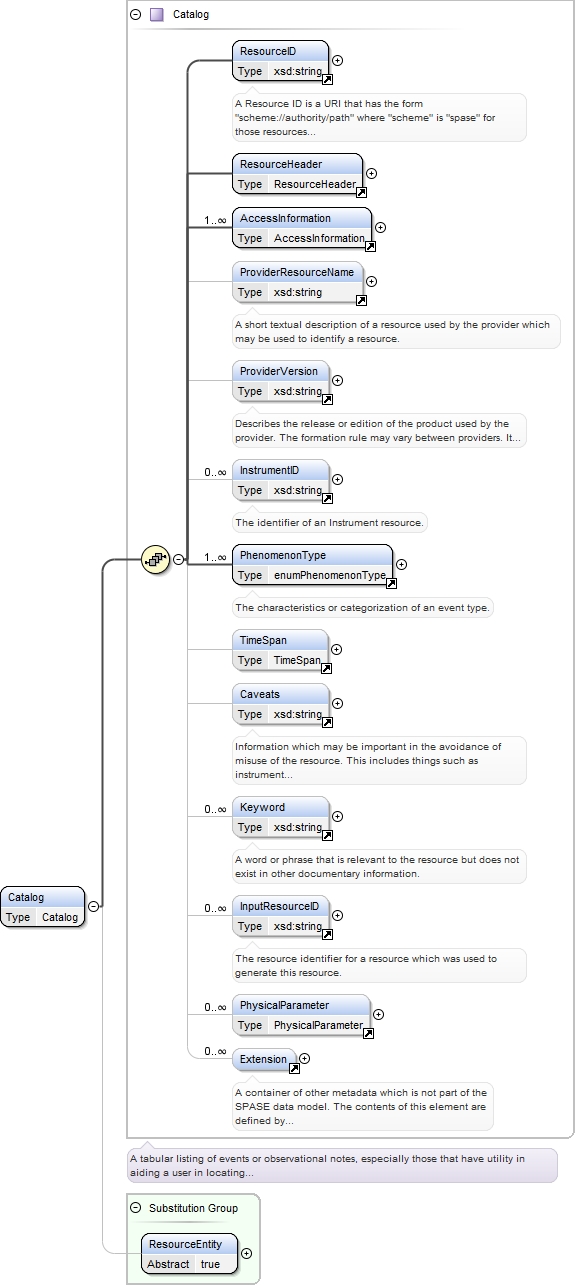 Catalog
ResourceID
Type xsd:string
A Resource ID is a URI that has the form
"scheme://authority/path" where "scheme" is "spase" for
those resources...
ResourceHeader
Type ResourceHeader
1..∞
AccessInformation
Type AccessInformation
ProviderResourceName
Type xsd:string
A short textual description of a resource used by the provider which
may be used to identify a resource.
ProviderVersion
Type xsd:string
Describes the release or edition of the product used by the
provider. The formation rule may vary between providers. It...
0..∞
InstrumentID
Type xsd:string
The identifier of an Instrument resource.
1..∞
PhenomenonType
Type enumPhenomenonType
The characteristics or categorization of an event type.
TimeSpan
Type TimeSpan
Caveats
Type xsd:string
Information which may be important in the avoidance of
misuse of the resource. This includes things such as
instrument...
0..∞
Keyword
Type xsd:string
A word or phrase that is relevant to the resource but does not
exist in other documentary information.
Catalog
Type Catalog
0..∞
InputResourceID
Type xsd:string
The resource identifier for a resource which was used to
generate this resource.
0..∞
PhysicalParameter
Type PhysicalParameter
0..∞
Extension
A container of other metadata which is not part of the
SPASE data model. The contents of this element are
defined by...
A tabular listing of events or observational notes, especially those that have utility in
aiding a user in locating...
Substitution Group
ResourceEntity
Abstract true